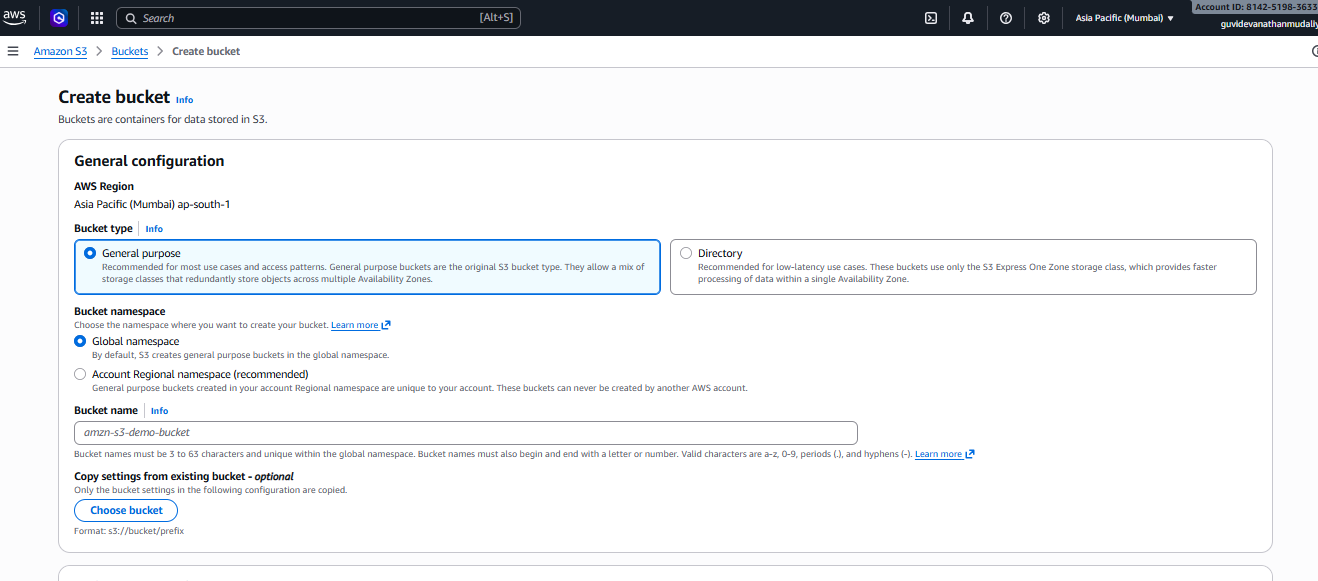 aws
Search
[Alt+S]
Asia Pacific (Mumbai) ▼
Account ID: 8142-5198-3633
guvidevanathanmudaliy
Amazon S3 > Buckets > Create bucket
Create bucket Info
Buckets are containers for data stored in S3.
General configuration
AWS Region
Asia Pacific (Mumbai) ap-south-1
Bucket type Info
General purpose
Recommended for most use cases and access patterns. General purpose buckets are the original S3 bucket type. They allow a mix of
storage classes that redundantly store objects across multiple Availability Zones.
Directory
Recommended for low-latency use cases. These buckets use only the S3 Express One Zone storage class, which provides faster
processing of data within a single Availability Zone.
Bucket namespace
Choose the namespace where you want to create your bucket. Learn more
Global namespace
By default, S3 creates general purpose buckets in the global namespace.
Account Regional namespace (recommended)
General purpose buckets created in your account Regional namespace are unique to your account. These buckets can never be created by another AWS account.
Bucket name Info
amzn-s3-demo-bucket
Bucket names must be 3 to 63 characters and unique within the global namespace. Bucket names must also begin and end with a letter or number. Valid characters are a-z, 0-9, periods (.), and hyphens (-). Learn more
Copy settings from existing bucket - optional
Only the bucket settings in the following configuration are copied.
Choose bucket
Format: s3://bucket/prefix